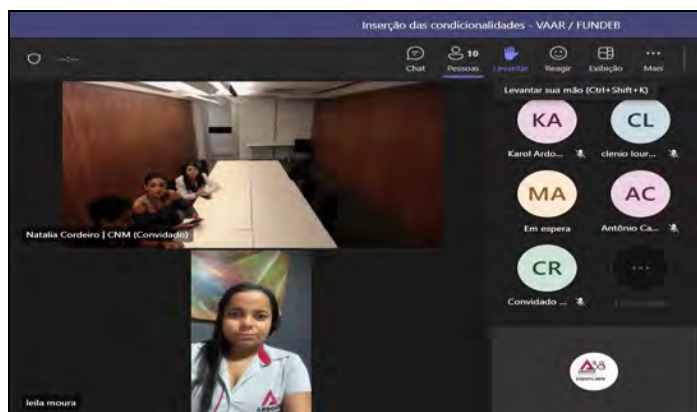 Inserção das condicionalidades - VAAR / FUNDEB
10
Chat Pessoas Levantar Reagir Exibição Mais
Levantar sua mão (Ctrl+Shift+K)
KA CL
Karol Ardo... clenio lour...
MA AC
Em espera Antônio Ca...
CR
Convidado ...
Natalia Cordeiro | CNM (Convidado)
leila moura